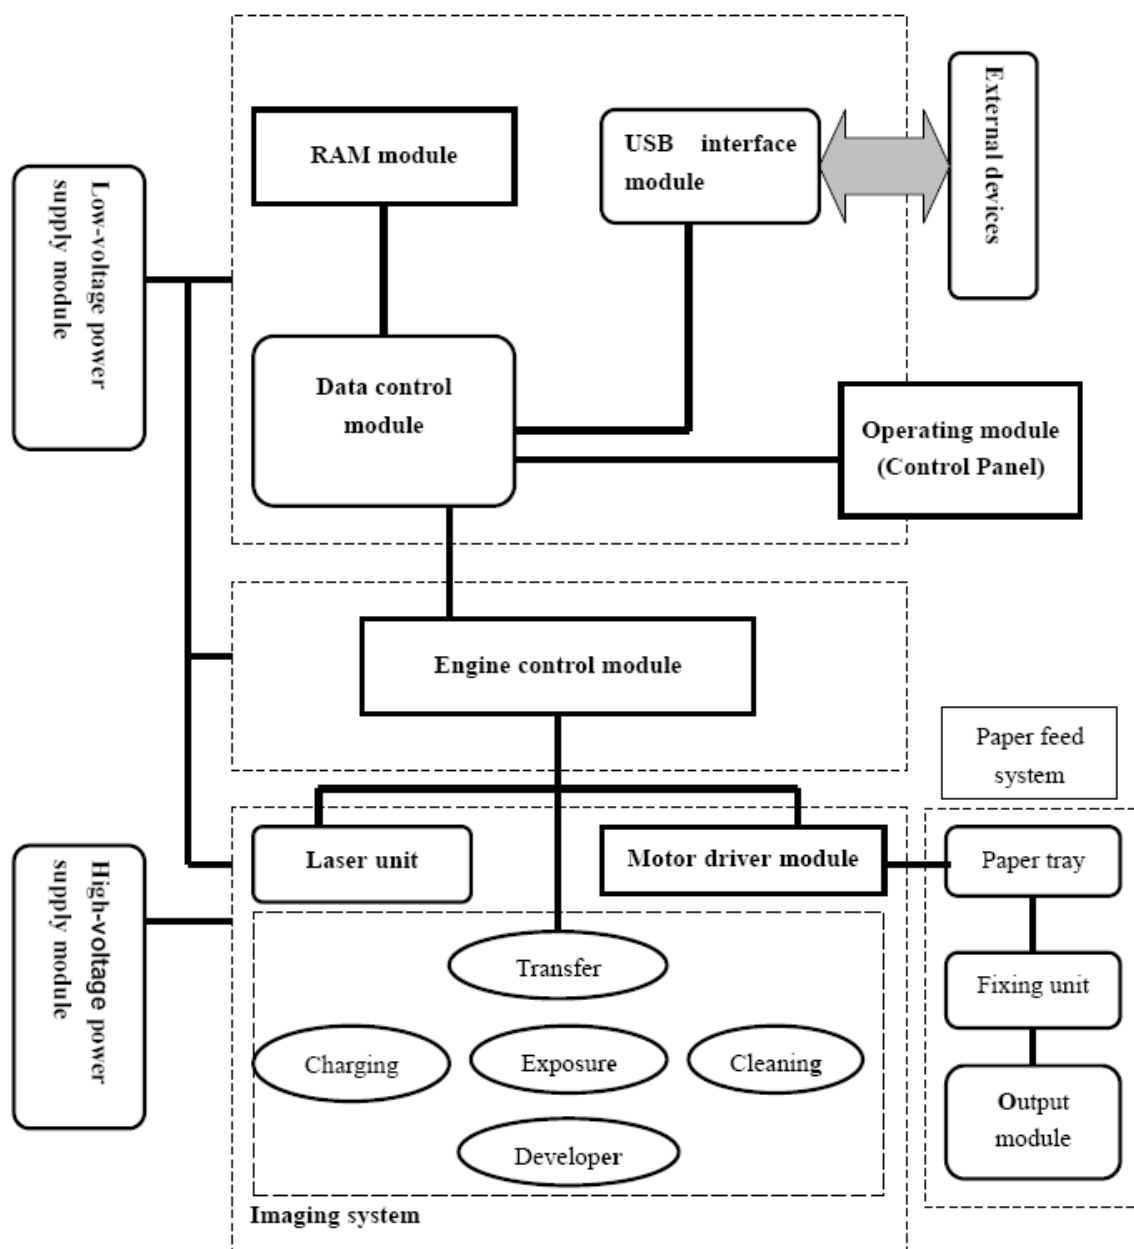 RAM module
USB interface
module
External devices
Low-voltage power
supply module
Data control
module
Operating module
(Control Panel)
Engine control module
Paper feed
system
Laser unit
Motor driver module
Paper tray
High-voltage power
supply module
Transfer
Fixing unit
Charging
Exposure
Cleaning
Output
module
Developer
Imaging system